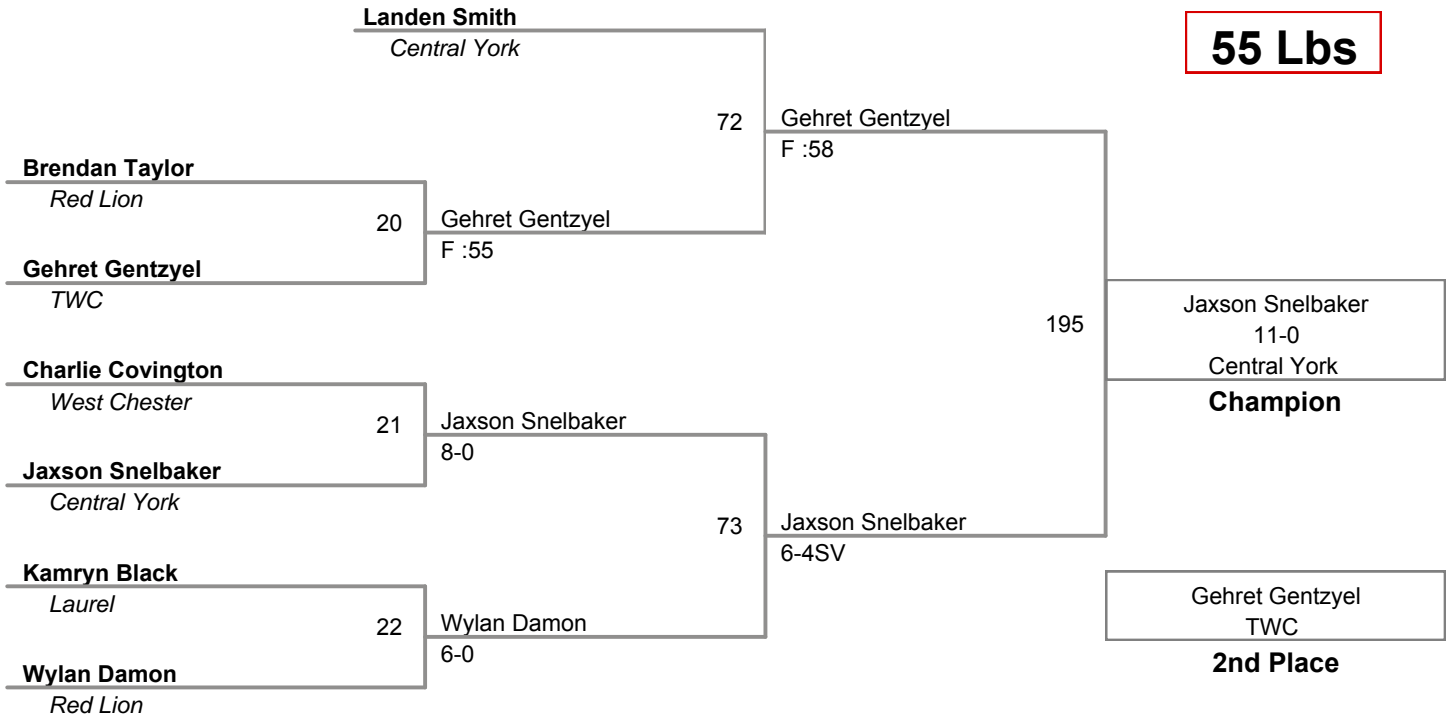 Landen Smith
Central York
55 Lbs
72
Gehret Gentzyel
F :58
Brendan Taylor
Red Lion
20
Gehret Gentzyel
F :55
Gehret Gentzyel
TWC
195
Jaxson Snelbaker
11-0
Central York
Champion
Charlie Covington
West Chester
21
Jaxson Snelbaker
8-0
Jaxson Snelbaker
Central York
73
Jaxson Snelbaker
6-4SV
Kamryn Black
Laurel
22
Wylan Damon
6-0
Wylan Damon
Red Lion
Gehret Gentzyel
TWC
2nd Place